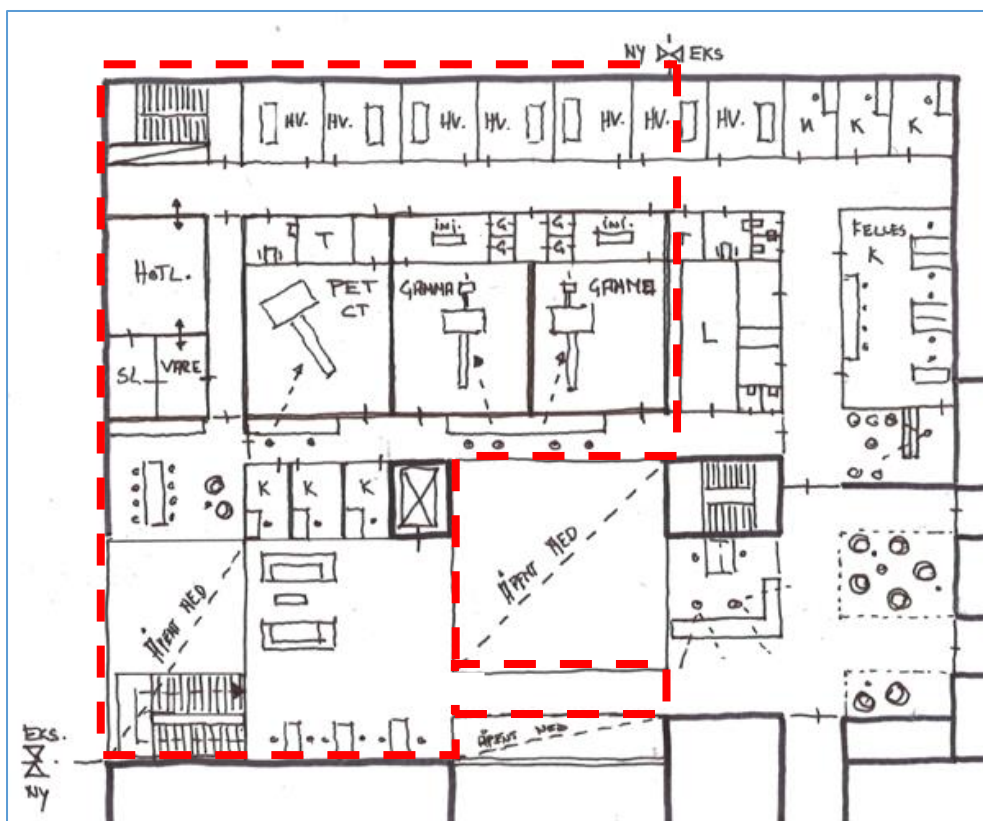 NY EKS
HV. HV. HV. HV. HV. HV. HV. K K
inj. G G inj.
G G
T T
FELLES
K
HOTL.
PET
CT
GAMMA GAMMA
SL VARE
L
K K K
ÅPENT NED
ÅPENT NED
ÅPENT NED
EKS.
NY